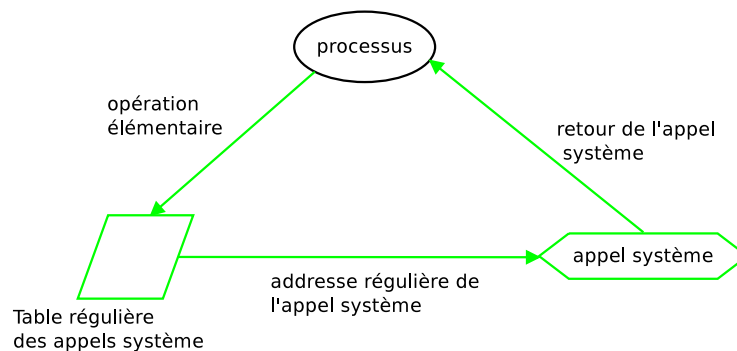 processus
opération
élémentaire
retour de l'appel
système
appel système
addresse régulière de
l'appel système
Table régulière
des appels système